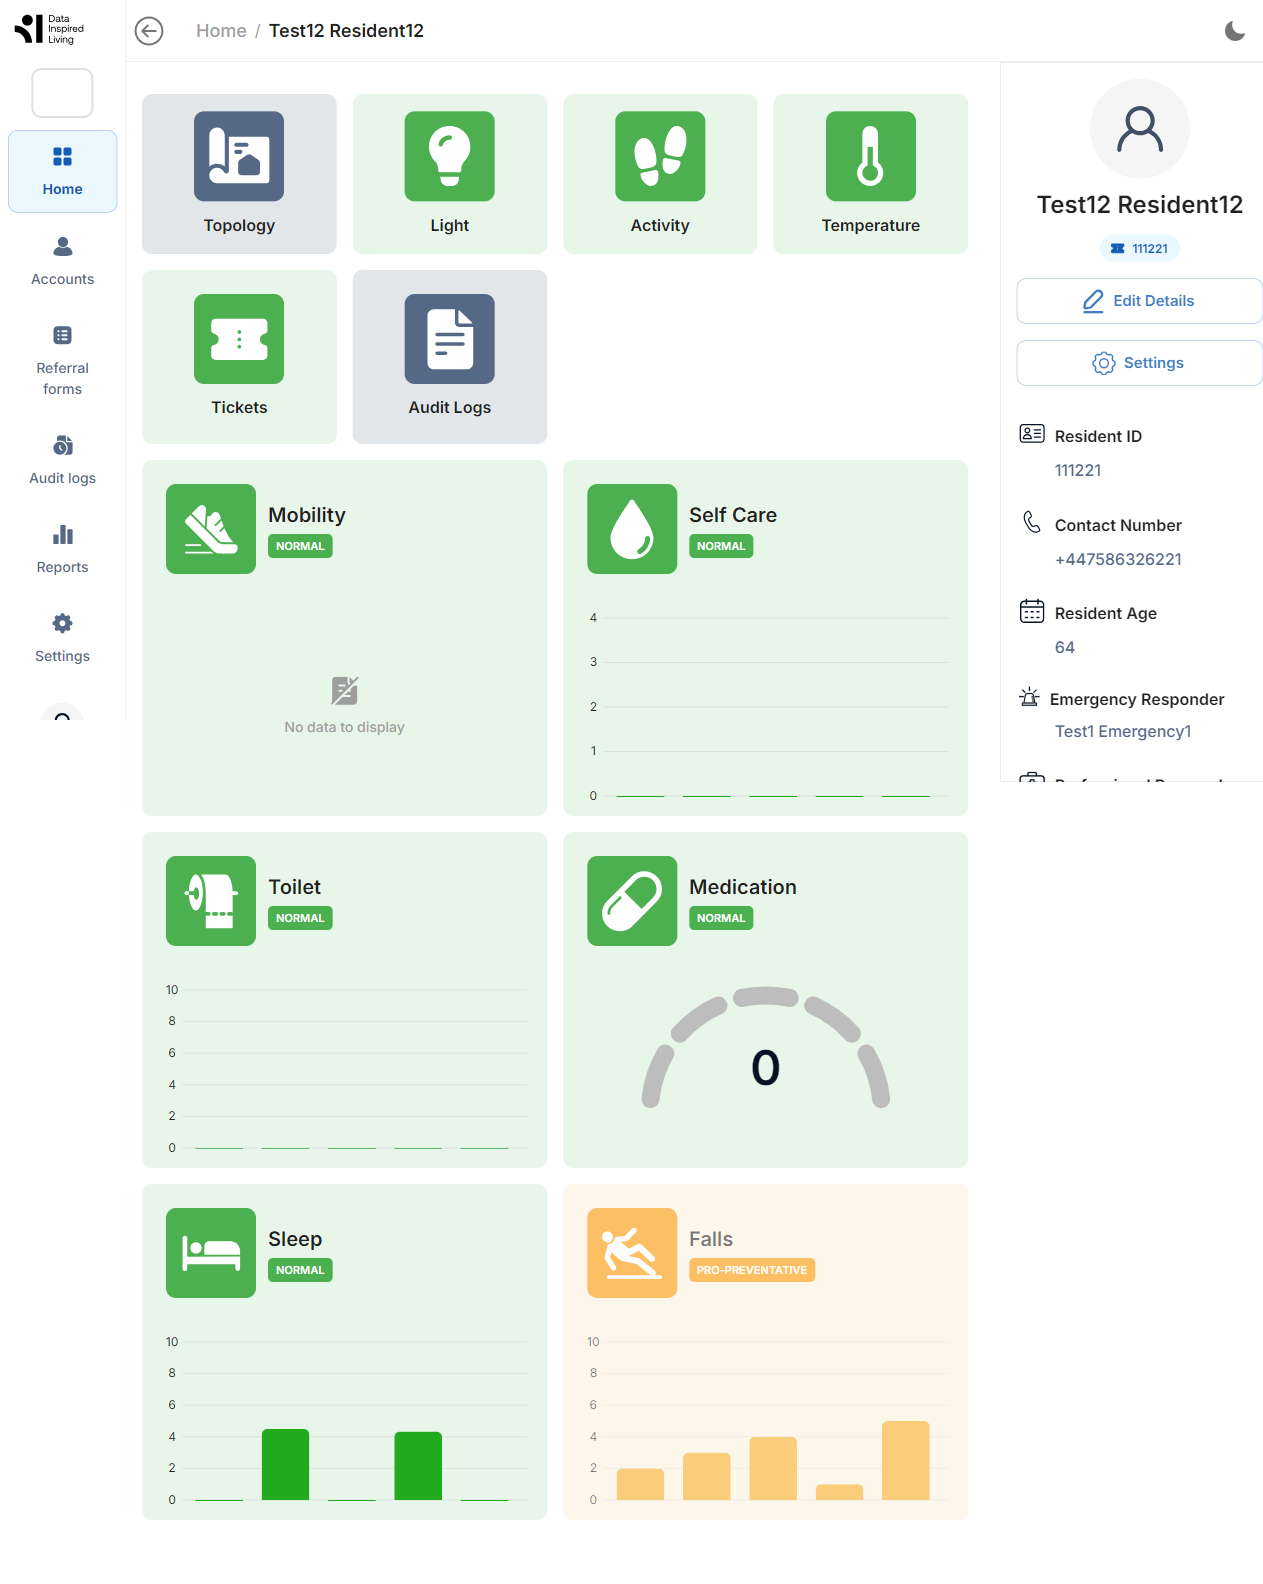 Data
Inspired
Living
Home / Test12 Resident12
Home
Accounts
Referral
forms
Audit logs
Reports
Settings
Topology
Light
Activity
Temperature
Tickets
Audit Logs
Mobility
NORMAL
No data to display
Self Care
NORMAL
4
3
2
1
0
Toilet
NORMAL
10
8
6
4
2
0
Medication
NORMAL
0
Sleep
NORMAL
10
8
6
4
2
0
Falls
PRO-PREVENTATIVE
10
8
6
4
2
0
Test12 Resident12
111221
Edit Details
Settings
Resident ID
111221
Contact Number
+447586326221
Resident Age
64
Emergency Responder
Test1 Emergency1